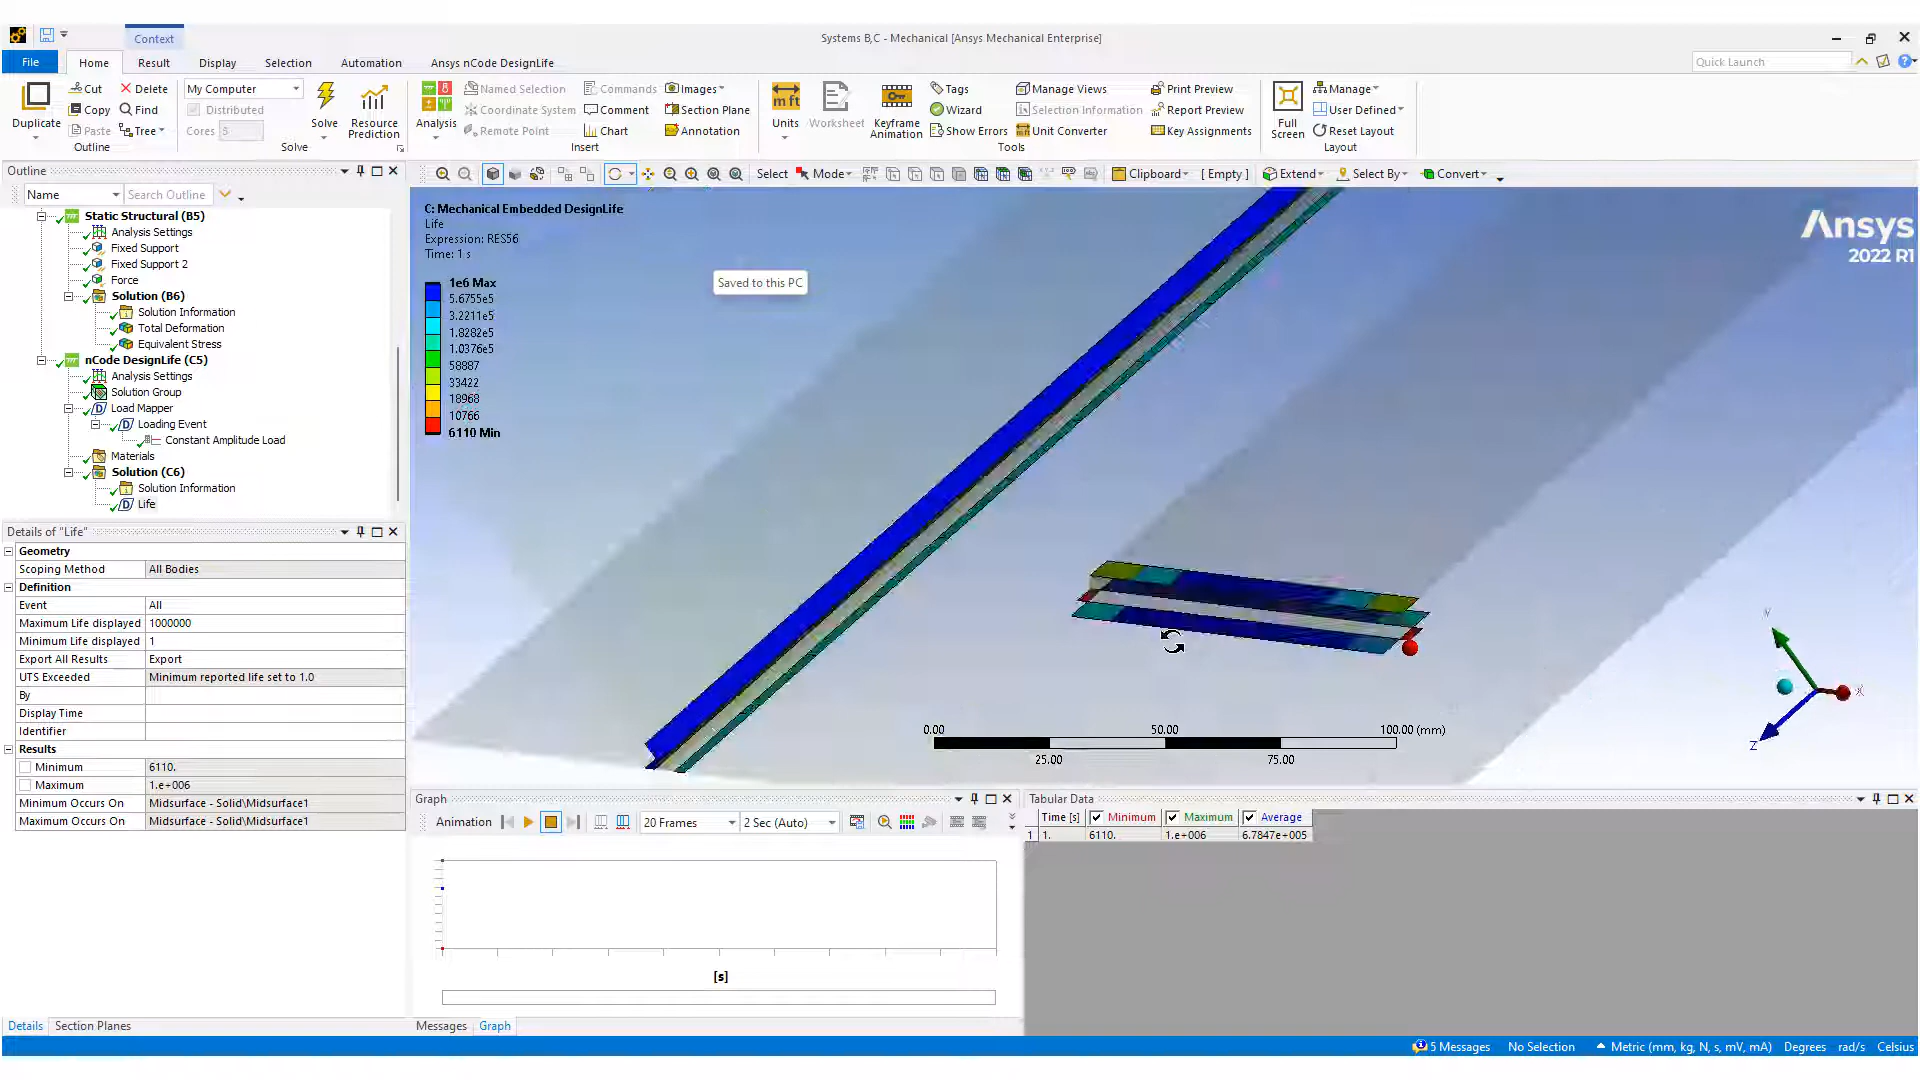 Context
Systems B,C - Mechanical [Ansys Mechanical Enterprise]
File
Home
Result
Display
Selection
Automation
Ansys nCode DesignLife
Quick Launch
Duplicate
Cut
Copy
Paste
Delete
Find
Tree
Outline
My Computer
Distributed
Cores
Solve
Resource
Prediction
Solve
Analysis
Named Selection
Coordinate System
Remote Point
Commands
Comment
Chart
Images
Section Plane
Annotation
Insert
Units
Worksheet
Keyframe
Animation
Tags
Wizard
Show Errors
Manage Views
Selection Information
Unit Converter
Print Preview
Report Preview
Key Assignments
Tools
Full
Screen
Manage
User Defined
Reset Layout
Layout
Outline
Name
Search Outline
Select
Mode
Clipboard
[ Empty ]
Extend
Select By
Convert
Static Structural (B5)
Analysis Settings
Fixed Support
Fixed Support 2
Force
Solution (B6)
Solution Information
Total Deformation
Equivalent Stress
nCode DesignLife (C5)
Analysis Settings
Solution Group
Load Mapper
Loading Event
Constant Amplitude Load
Materials
Solution (C6)
Solution Information
Life
C: Mechanical Embedded DesignLife
Life
Expression: RES56
Time: 1 s
1e6 Max
5.6755e5
3.2211e5
1.8282e5
1.0376e5
58887
33422
18968
10766
6110 Min
Saved to this PC
Ansys
2022 R1
0.00 50.00 100.00 (mm)
25.00 75.00
Y
X
Z
Details of "Life"
Geometry
Scoping Method All Bodies
Definition
Event All
Maximum Life displayed 1000000
Minimum Life displayed 1
Export All Results Export
UTS Exceeded Minimum reported life set to 1.0
By
Display Time
Identifier
Results
Minimum 6110.
Maximum 1.e+006
Minimum Occurs On Midsurface - Solid\Midsurface1
Maximum Occurs On Midsurface - Solid\Midsurface1
Details
Section Planes
Graph
Animation
20 Frames
2 Sec (Auto)
[s]
Messages
Graph
Tabular Data
Time [s] Minimum Maximum Average
1 1. 6110. 1.e+006 6.7847e+005
5 Messages
No Selection
Metric (mm, kg, N, s, mV, mA)
Degrees
rad/s
Celsius